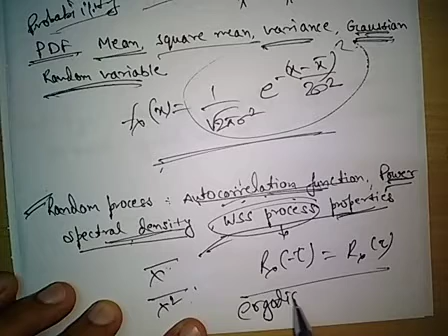 PDF Mean, square mean, variance, Gaussian
Random variable
fx(x) = 1/√2πσ² e^-(x - x̄)²/2σ²
Random process: Autocorrelation function, Power
spectral density WSS process properties
x̄ Rx(-τ) = Rx(τ)
x̄²
ergodic